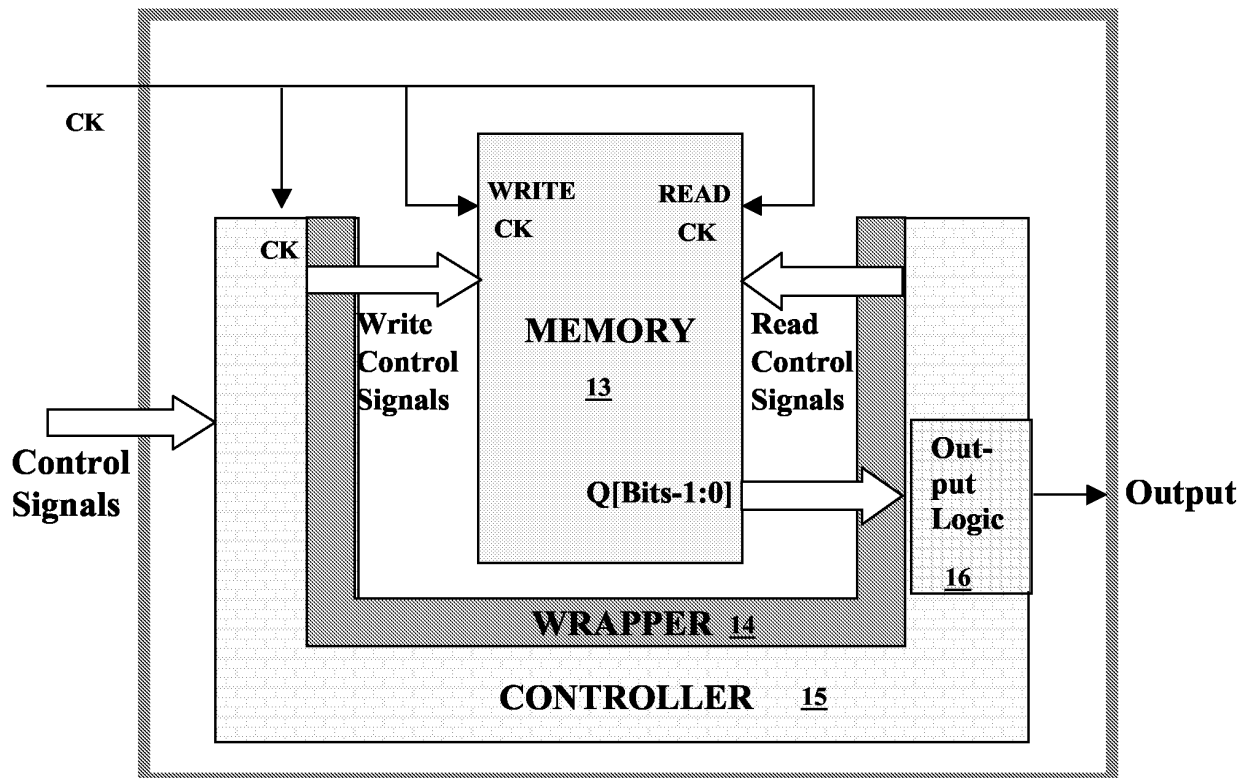 CK
WRITE
CK
READ
CK
CK
Write
Control
Signals
MEMORY
13
Read
Control
Signals
Control
Signals
Q[Bits-1:0]
Out-
put
Logic
16
Output
WRAPPER 14
CONTROLLER 15